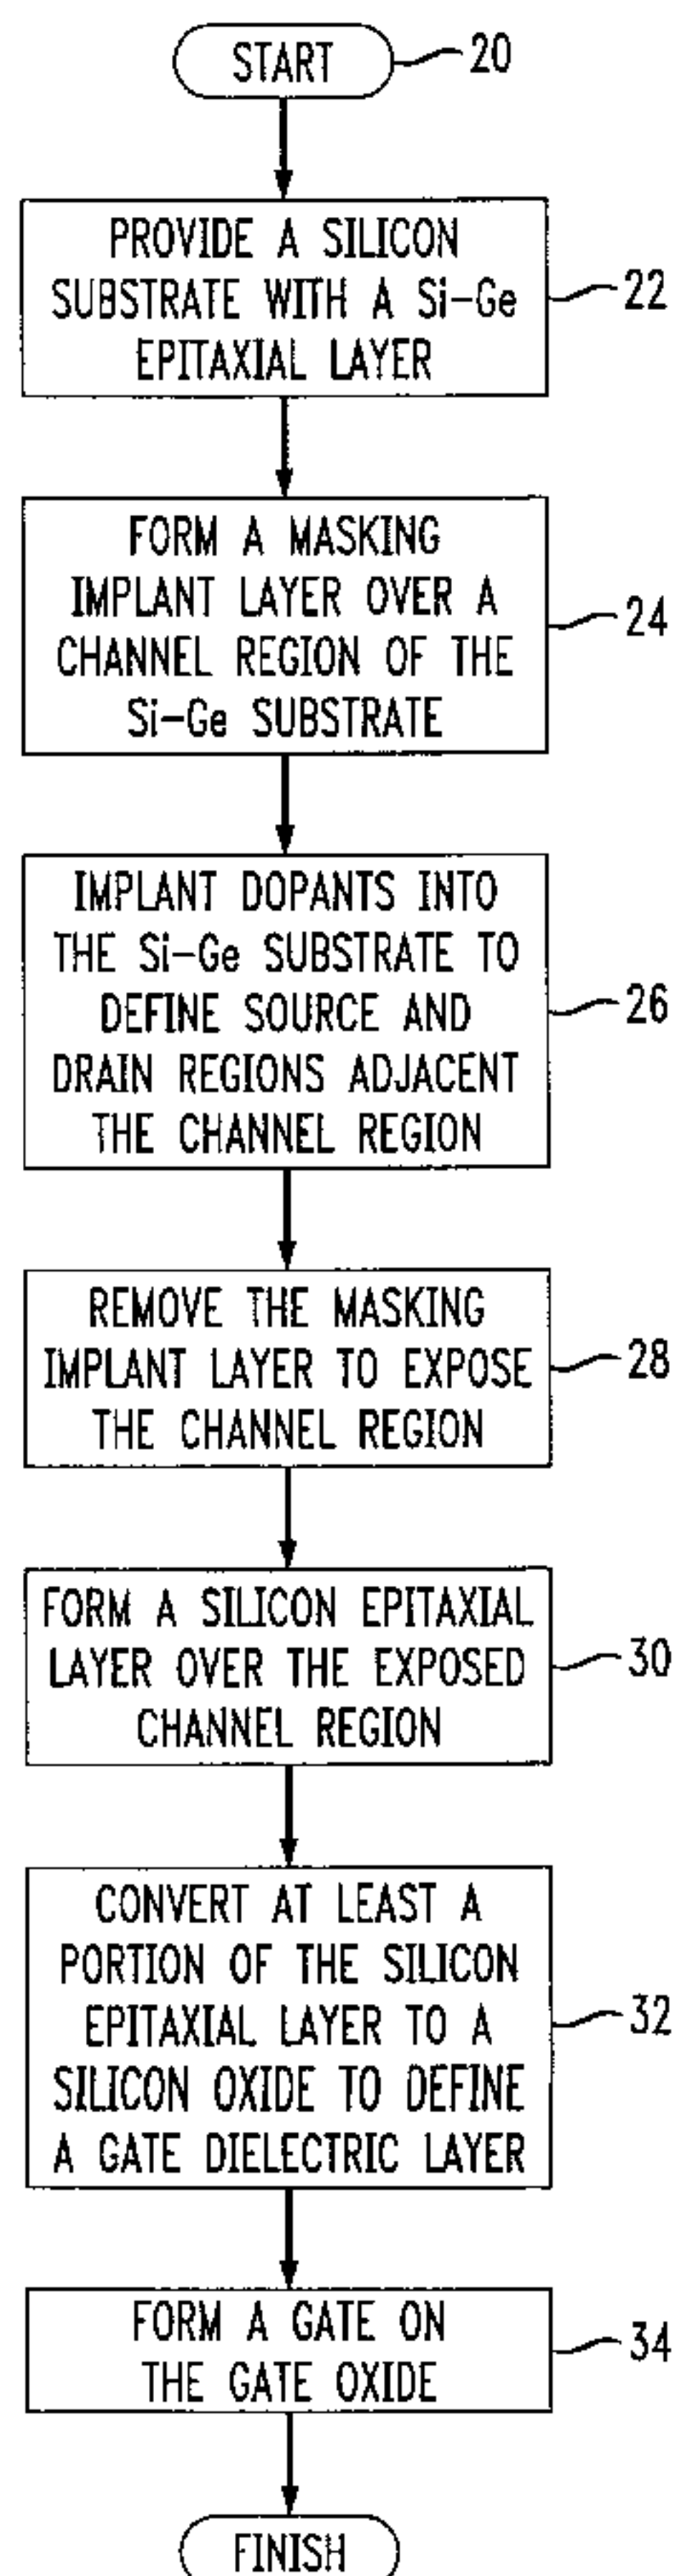 START
20
PROVIDE A SILICON
SUBSTRATE WITH A Si-Ge
EPITAXIAL LAYER
22
FORM A MASKING
IMPLANT LAYER OVER A
CHANNEL REGION OF THE
Si-Ge SUBSTRATE
24
IMPLANT DOPANTS INTO
THE Si-Ge SUBSTRATE TO
DEFINE SOURCE AND
DRAIN REGIONS ADJACENT
THE CHANNEL REGION
26
REMOVE THE MASKING
IMPLANT LAYER TO EXPOSE
THE CHANNEL REGION
28
FORM A SILICON EPITAXIAL
LAYER OVER THE EXPOSED
CHANNEL REGION
30
CONVERT AT LEAST A
PORTION OF THE SILICON
EPITAXIAL LAYER TO A
SILICON OXIDE TO DEFINE
A GATE DIELECTRIC LAYER
32
FORM A GATE ON
THE GATE OXIDE
34
FINISH